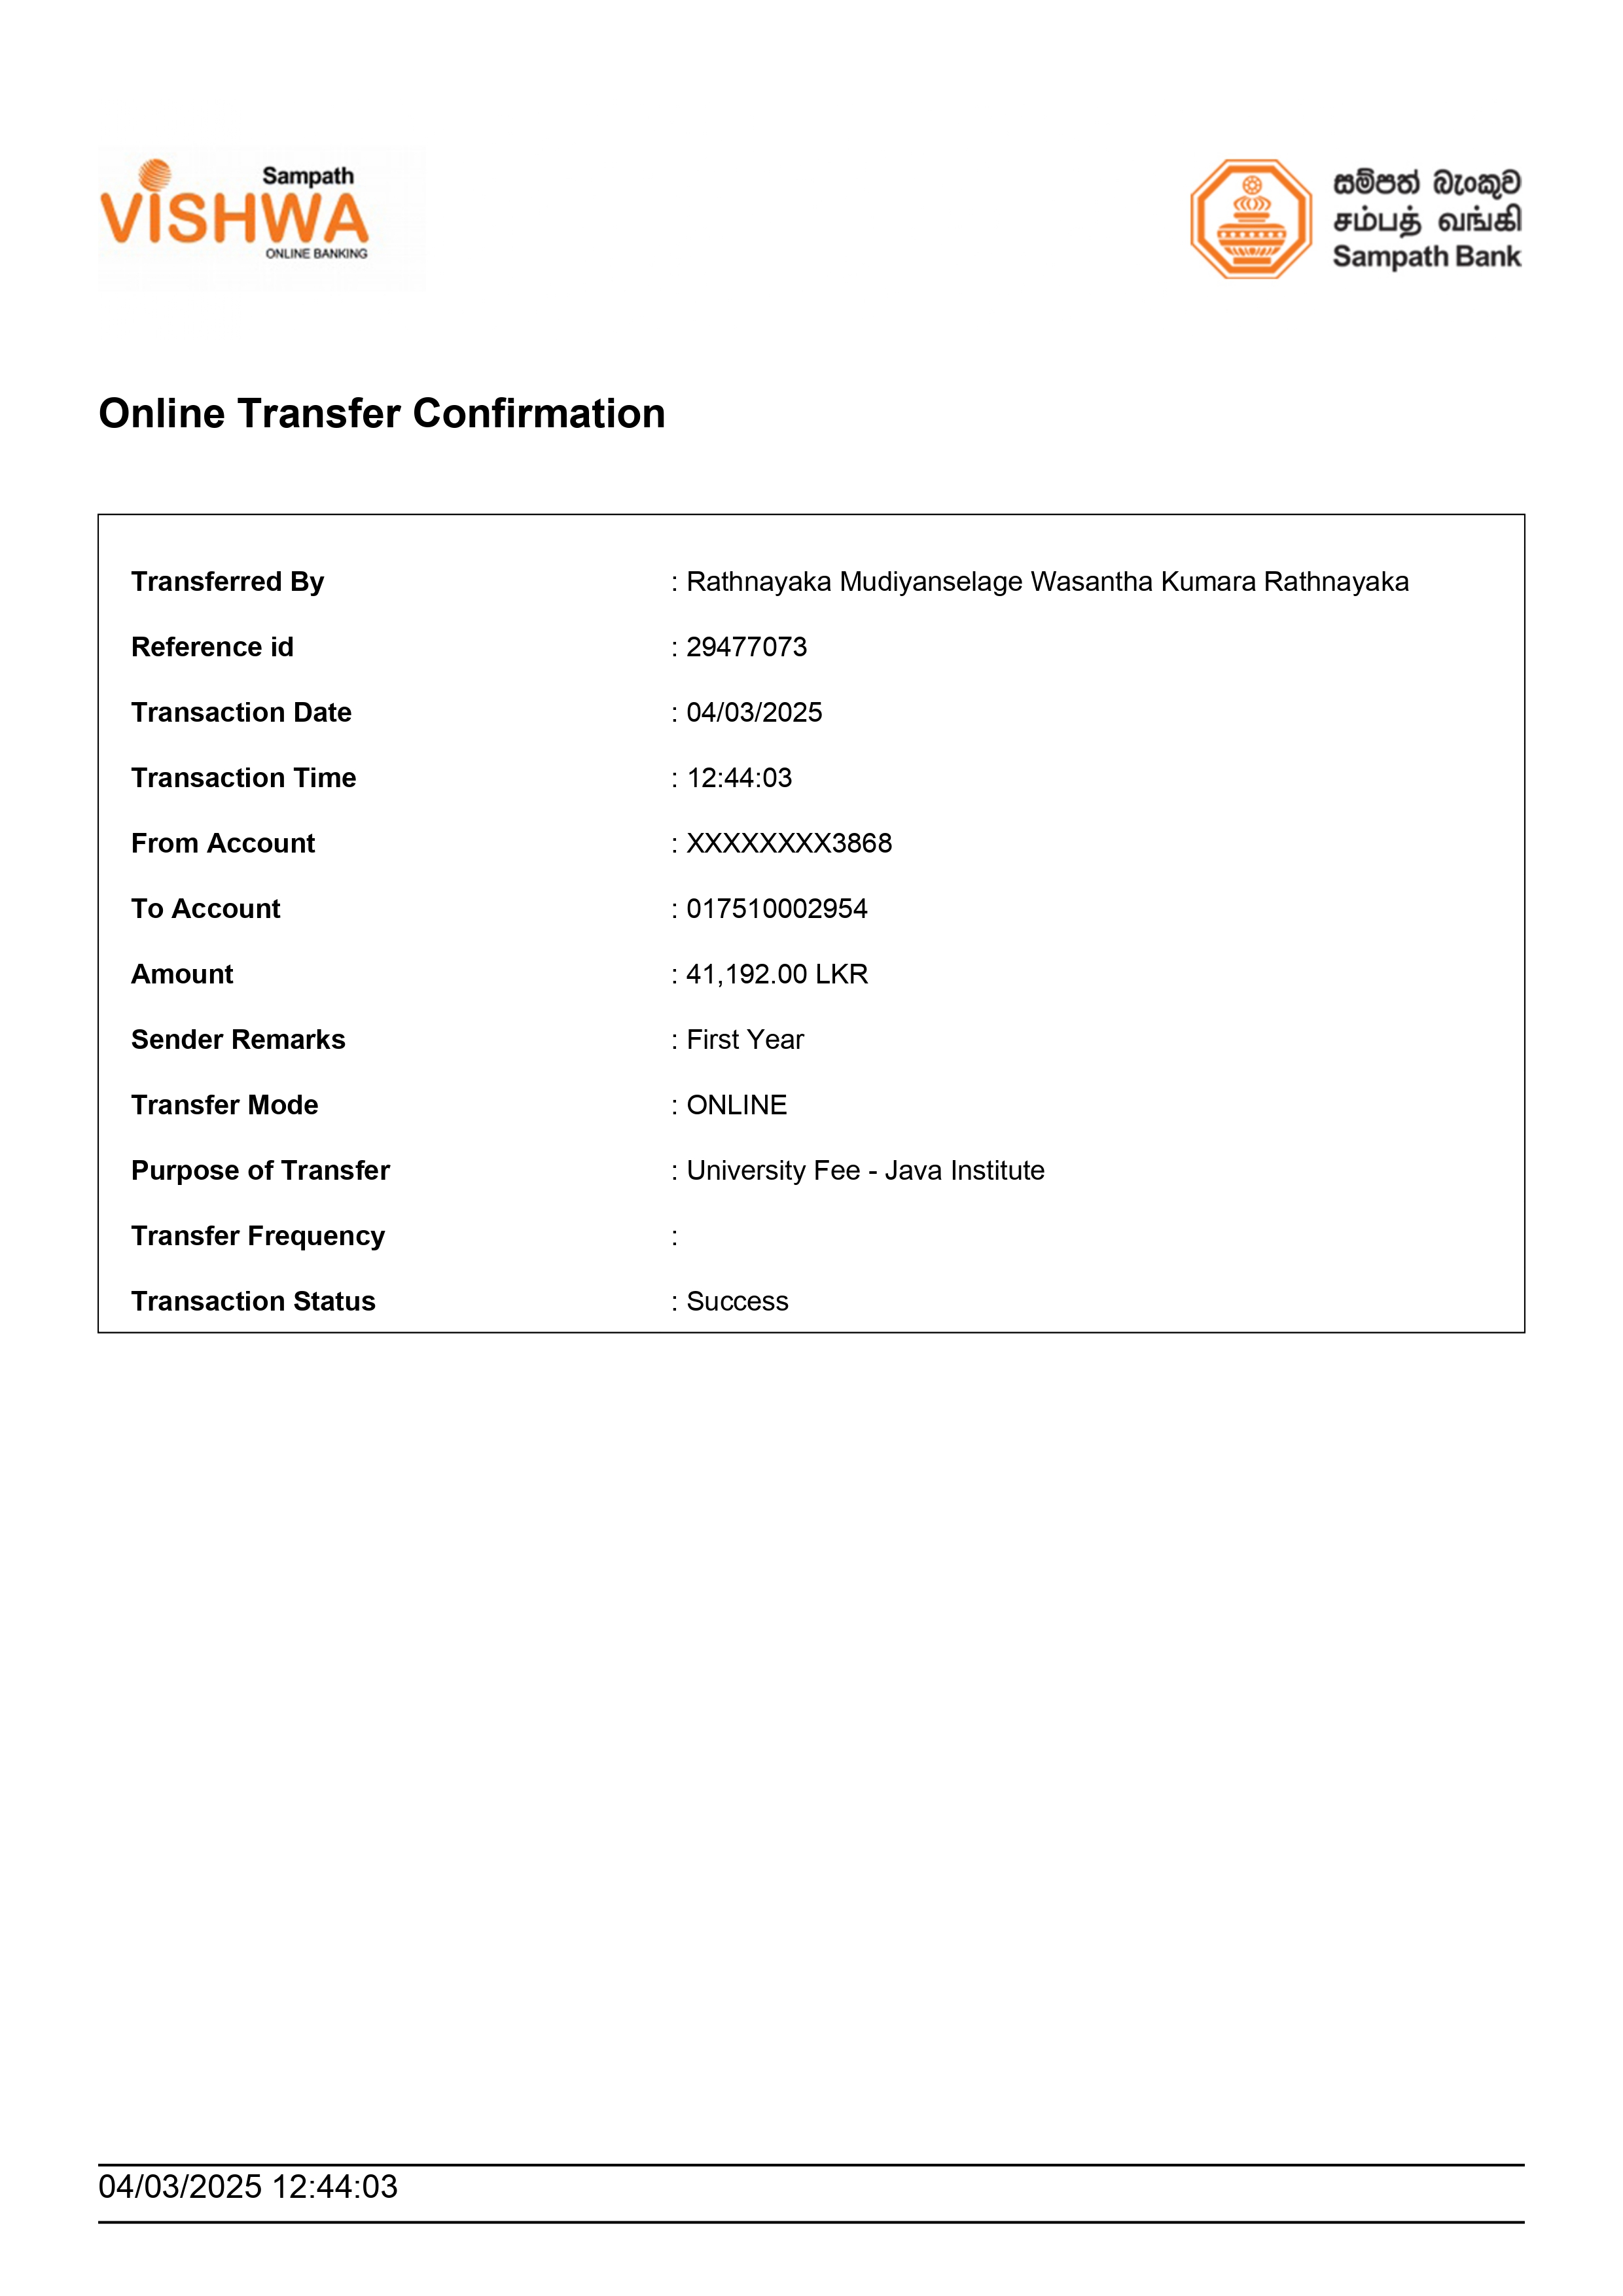 Sampath
VISHWA
ONLINE BANKING
සම්පත් බැංකුව
சம்பத் வங்கி
Sampath Bank
Online Transfer Confirmation
Transferred By : Rathnayaka Mudiyanselage Wasantha Kumara Rathnayaka
Reference id : 29477073
Transaction Date : 04/03/2025
Transaction Time : 12:44:03
From Account : XXXXXXXX3868
To Account : 017510002954
Amount : 41,192.00 LKR
Sender Remarks : First Year
Transfer Mode : ONLINE
Purpose of Transfer : University Fee - Java Institute
Transfer Frequency :
Transaction Status : Success
04/03/2025 12:44:03